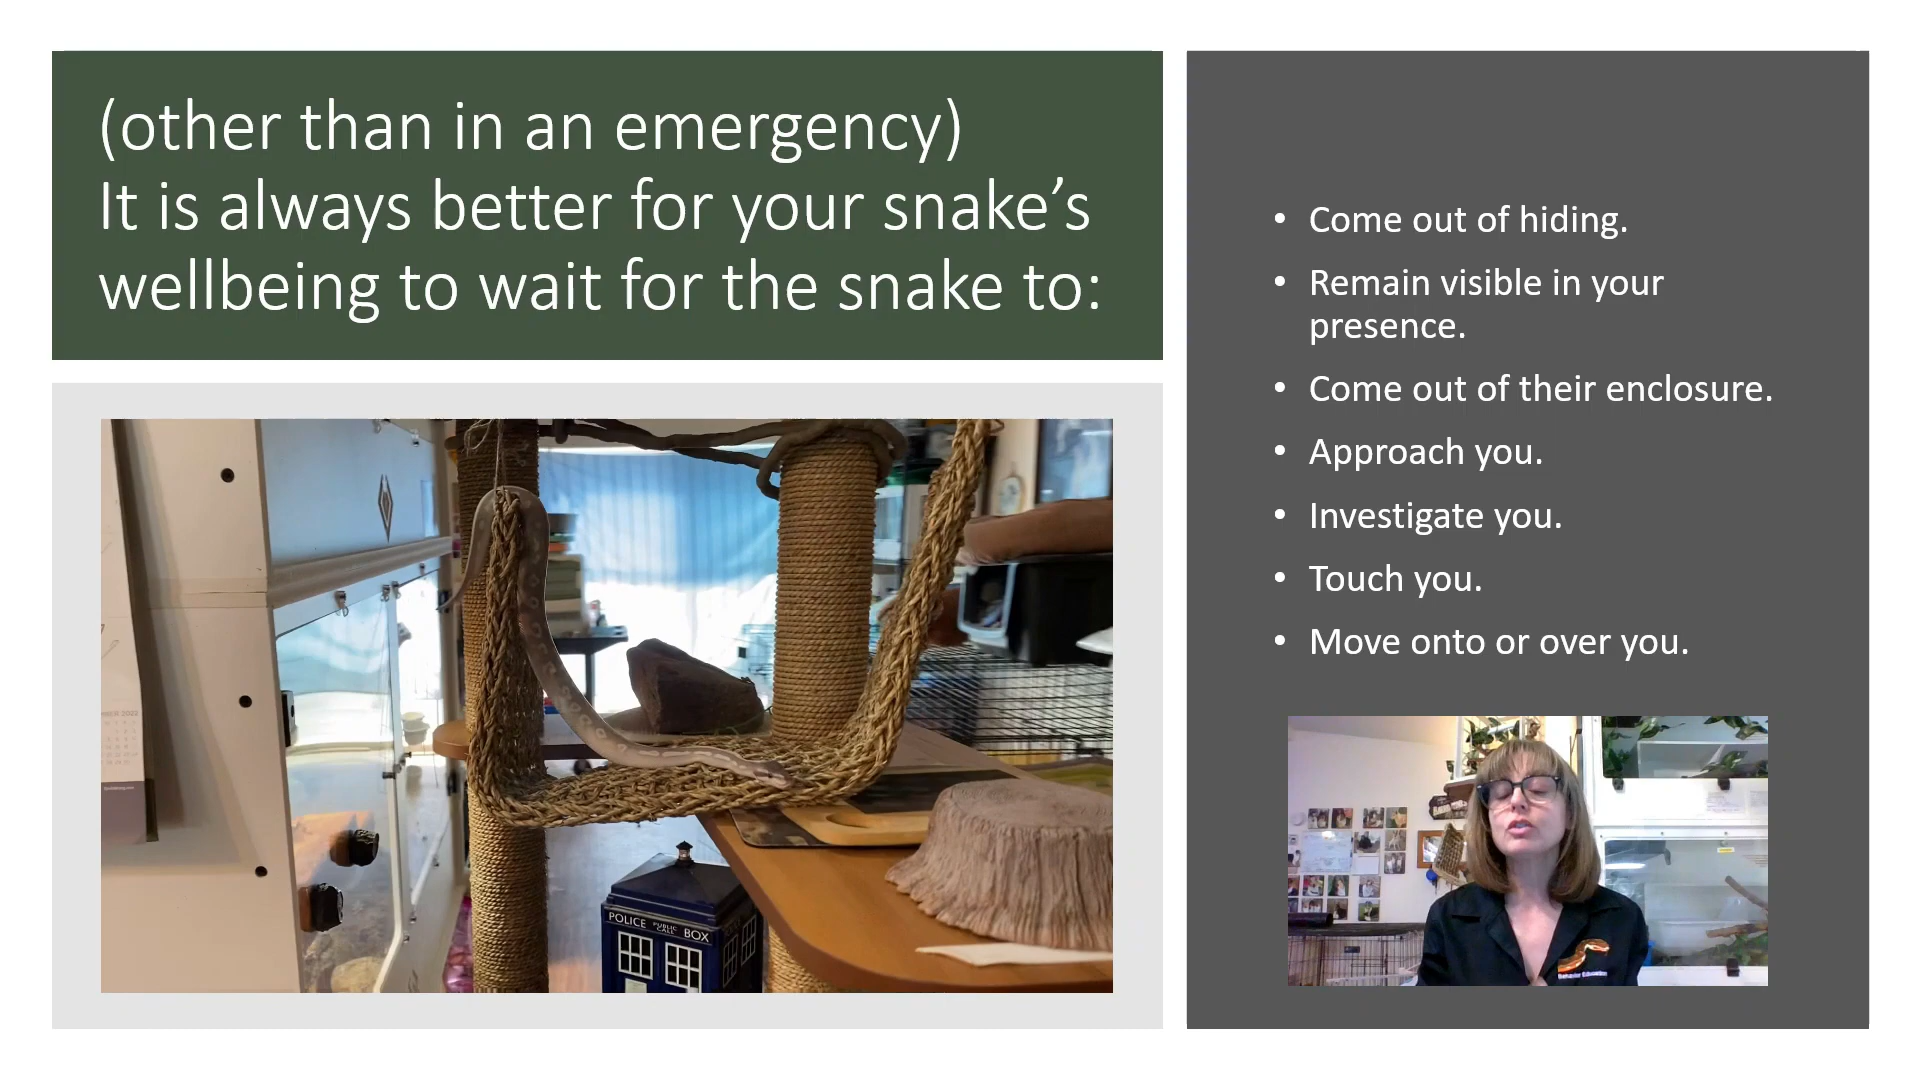 (other than in an emergency)
It is always better for your snake’s
wellbeing to wait for the snake to:
• Come out of hiding.
• Remain visible in your
presence.
• Come out of their enclosure.
• Approach you.
• Investigate you.
• Touch you.
• Move onto or over you.
POLICE PUBLIC CALL BOX